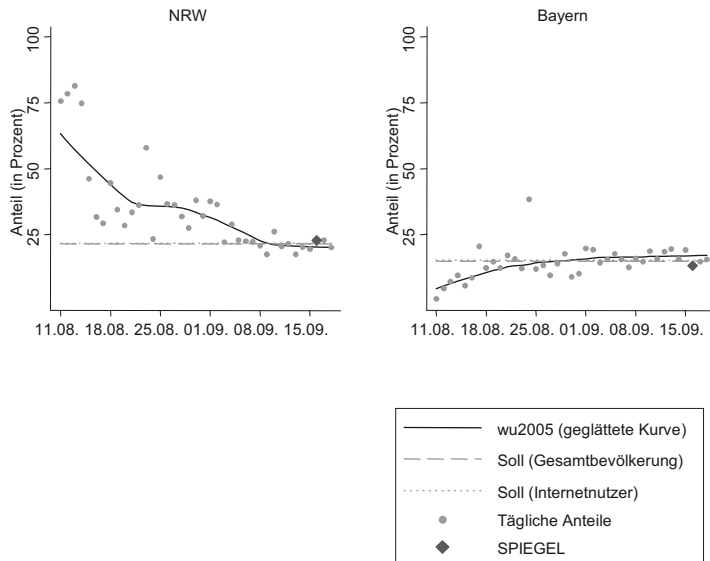 NRW
Anteil (in Prozent)
100
75
50
25
11.08. 18.08. 25.08. 01.09. 08.09. 15.09.
Bayern
Anteil (in Prozent)
100
75
50
25
11.08. 18.08. 25.08. 01.09. 08.09. 15.09.
wu2005 (geglättete Kurve)
Soll (Gesamtbevölkerung)
Soll (Internetnutzer)
Tägliche Anteile
SPIEGEL